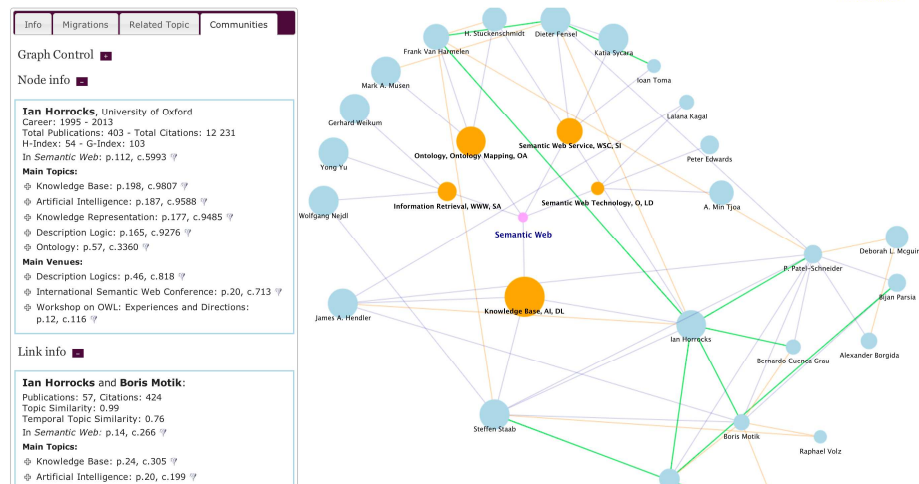 Info Migrations Related Topic Communities
Graph Control
Node info
Ian Horrocks, University of Oxford
Career: 1995 - 2013
Total Publications: 403 - Total Citations: 12 231
H-Index: 54 - G-Index: 103
In Semantic Web: p.112, c.5993
Main Topics:
Knowledge Base: p.198, c.9807
Artificial Intelligence: p.187, c.9588
Knowledge Representation: p.177, c.9485
Description Logic: p.165, c.9276
Ontology: p.57, c.3360
Main Venues:
Description Logics: p.46, c.818
International Semantic Web Conference: p.20, c.713
Workshop on OWL: Experiences and Directions:
p.12, c.116
Link info
Ian Horrocks and Boris Motik:
Publications: 57, Citations: 424
Topic Similarity: 0.99
Temporal Topic Similarity: 0.76
In Semantic Web: p.14, c.266
Main Topics:
Knowledge Base: p.24, c.305
Artificial Intelligence: p.20, c.199
H. Stuckenschmidt
Dieter Fensel
Frank Van Harmelen
Katia Sycara
Ioan Toma
Mark A. Musen
Lalana Kagal
Gerhard Weikum
Semantic Web Service, WSC, SI
Ontology, Ontology Mapping, OA
Peter Edwards
Yong Yu
Information Retrieval, WWW, SA
Semantic Web Technology, O, LD
A. Min Tjoa
Wolfgang Nejdl
Semantic Web
Deborah L. Mcguir
P. Patel-Schneider
Bijan Parsia
Knowledge Base, AI, DL
James A. Hendler
Ian Horrocks
Bernardo Cuenca Grau
Alexander Borgida
Steffen Staab
Boris Motik
Raphael Volz